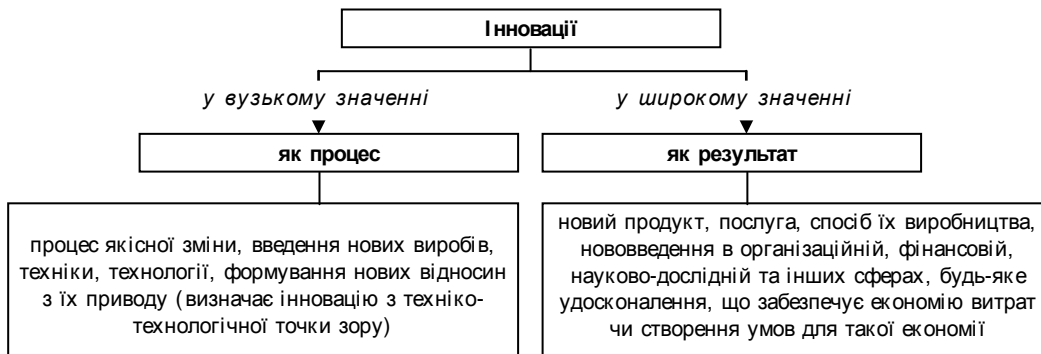 Інновації
у вузькому значенні
у широкому значенні
як процес
як результат
процес якісної зміни, введення нових виробів,
техніки, технології, формування нових відносин
з їх приводу (визначає інновацію з техніко-
технологічної точки зору)
новий продукт, послуга, спосіб їх виробництва,
нововведення в організаційній, фінансовій,
науково-дослідній та інших сферах, будь-яке
удосконалення, що забезпечує економію витрат
чи створення умов для такої економії